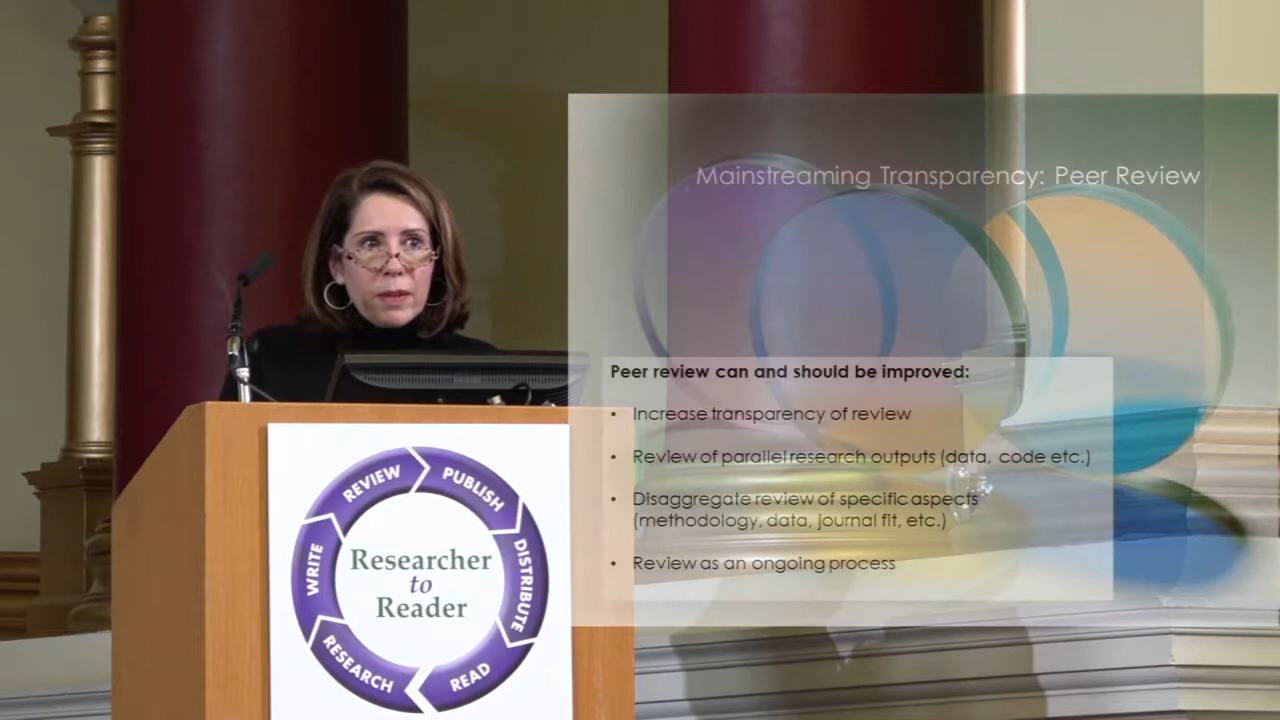 Mainstreaming Transparency: Peer Review
Peer review can and should be improved:
• Increase transparency of review
• Review of parallel research outputs (data, code etc.)
• Disaggregate review of specific aspects
(methodology, data, journal fit, etc.)
• Review as an ongoing process
REVIEW
PUBLISH
DISTRIBUTE
READ
RESEARCH
WRITE
Researcher
to
Reader